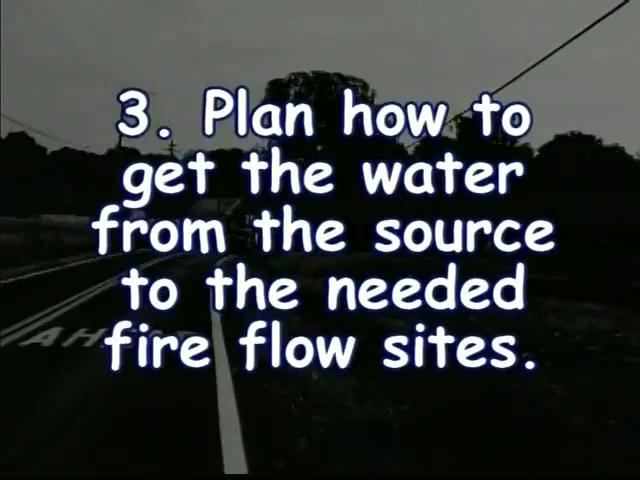 3. Plan how to
get the water
from the source
to the needed
fire flow sites.